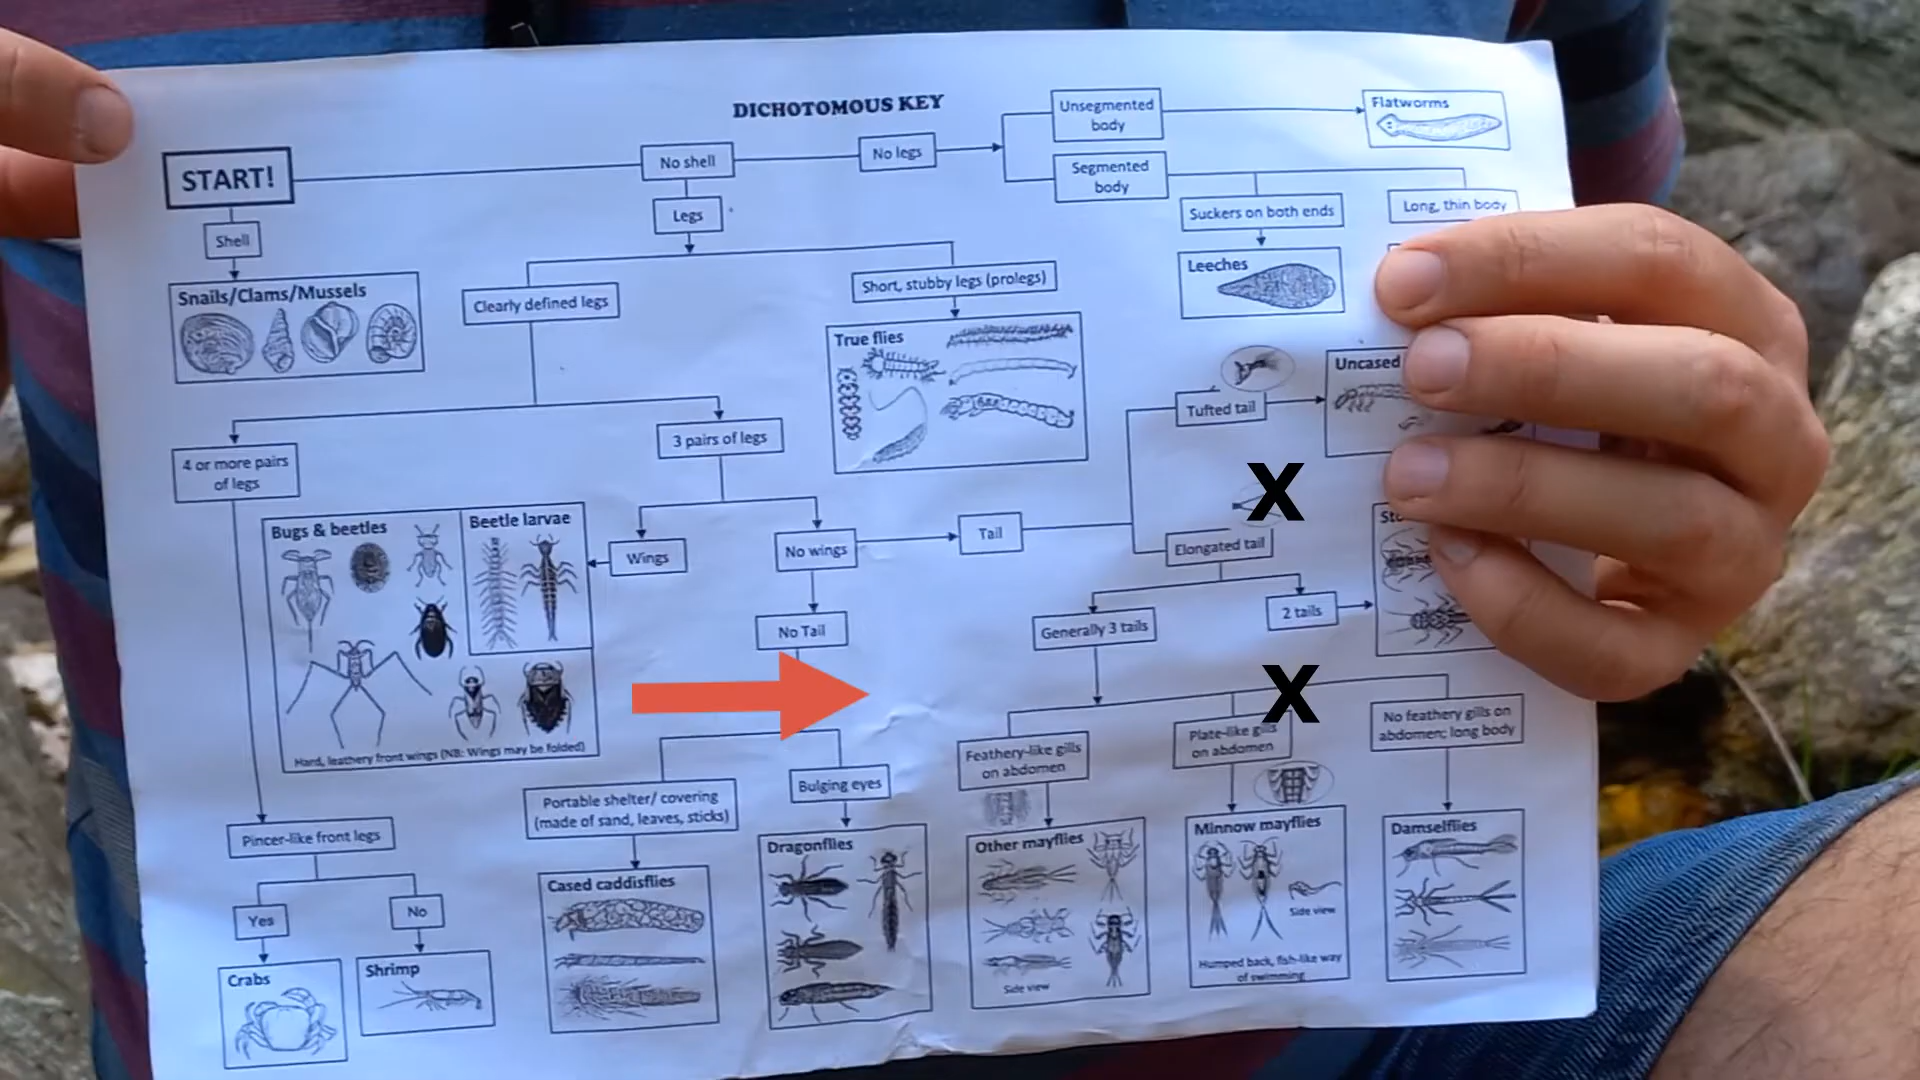 DICHOTOMOUS KEY
START!
No shell
No legs
Unsegmented
body
Flatworms
Segmented
body
Suckers on both ends
Long, thin body
Leeches
Shell
Legs
Snails/Clams/Mussels
Clearly defined legs
Short, stubby legs (prolegs)
True flies
4 or more pairs
of legs
3 pairs of legs
Tufted tail
Uncased
X
Bugs & beetles
Beetle larvae
Wings
No wings
Tail
Elongated tail
No Tail
Generally 3 tails
2 tails
X
Hard, leathery front wings (NB: Wings may be folded)
Portable shelter/ covering
(made of sand, leaves, sticks)
Bulging eyes
Feathery-like gills
on abdomen
Plate-like gills
on abdomen
No feathery gills on
abdomen; long body
Pincer-like front legs
Yes
No
Crabs
Shrimp
Cased caddisflies
Dragonflies
Other mayflies
Side view
Minnow mayflies
Side view
Humped back, fish-like way
of swimming
Damselflies